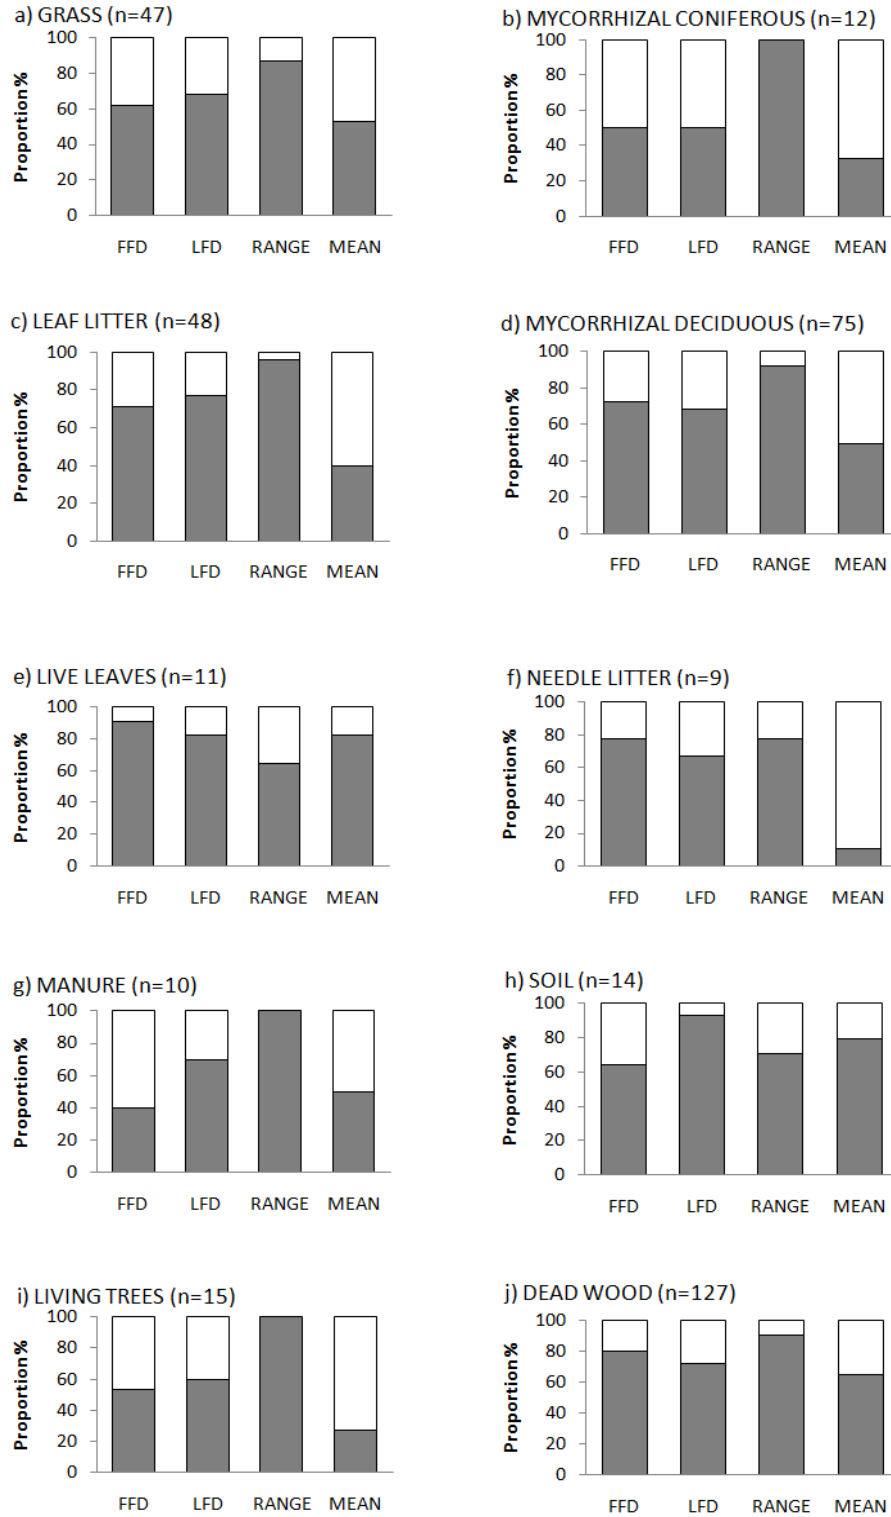 a) GRASS (n=47)
Proportion%
100
80
60
40
20
0
FFD LFD RANGE MEAN
b) MYCORRHIZAL CONIFEROUS (n=12)
Proportion%
100
80
60
40
20
0
FFD LFD RANGE MEAN
c) LEAF LITTER (n=48)
Proportion%
100
80
60
40
20
0
FFD LFD RANGE MEAN
d) MYCORRHIZAL DECIDUOUS (n=75)
Proportion%
100
80
60
40
20
0
FFD LFD RANGE MEAN
e) LIVE LEAVES (n=11)
Proportion%
100
80
60
40
20
0
FFD LFD RANGE MEAN
f) NEEDLE LITTER (n=9)
Proportion%
100
80
60
40
20
0
FFD LFD RANGE MEAN
g) MANURE (n=10)
Proportion%
100
80
60
40
20
0
FFD LFD RANGE MEAN
h) SOIL (n=14)
Proportion%
100
80
60
40
20
0
FFD LFD RANGE MEAN
i) LIVING TREES (n=15)
Proportion%
100
80
60
40
20
0
FFD LFD RANGE MEAN
j) DEAD WOOD (n=127)
Proportion%
100
80
60
40
20
0
FFD LFD RANGE MEAN